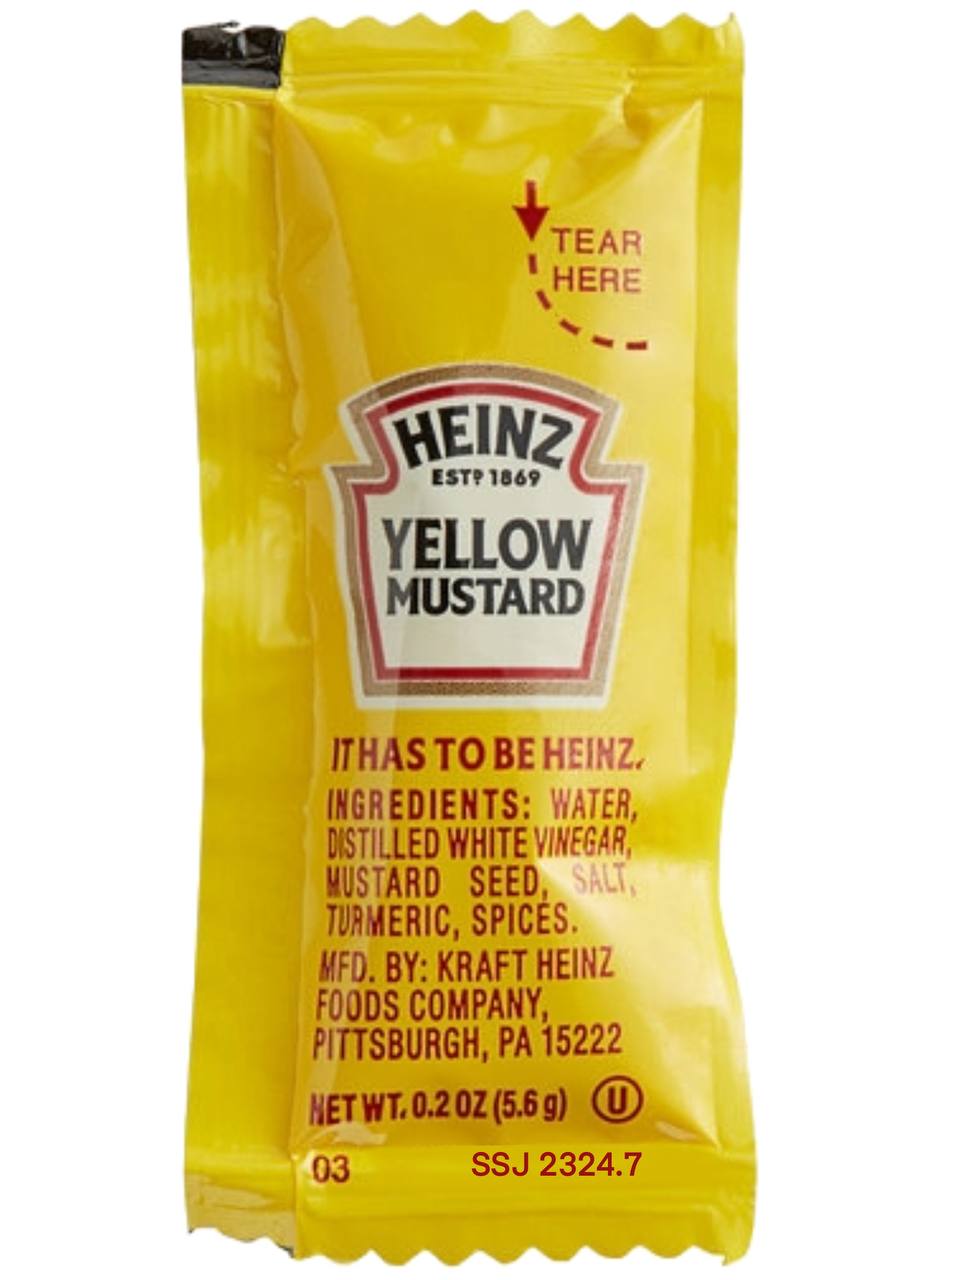 TEAR
HERE
HEINZ
ESTD 1869
YELLOW
MUSTARD
IT HAS TO BE HEINZ.
INGREDIENTS: WATER,
DISTILLED WHITE VINEGAR,
MUSTARD SEED, SALT,
TURMERIC, SPICES.
MFD. BY: KRAFT HEINZ
FOODS COMPANY,
PITTSBURGH, PA 15222
NET WT. 0.2 OZ (5.6 g) U
03 SSJ 2324.7